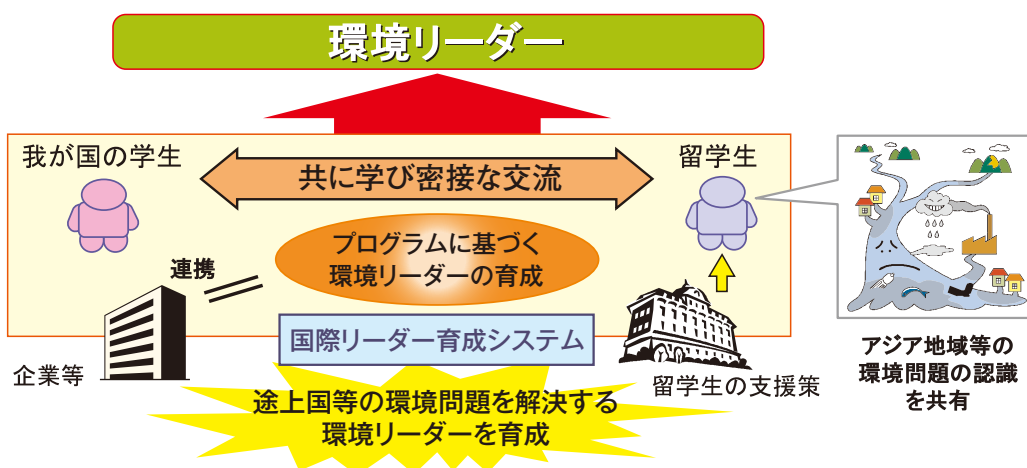 環境リーダー
我が国の学生
共に学び密接な交流
留学生
プログラムに基づく
環境リーダーの育成
連携
国際リーダー育成システム
企業等
留学生の支援策
アジア地域等の
環境問題の認識
を共有
途上国等の環境問題を解決する
環境リーダーを育成